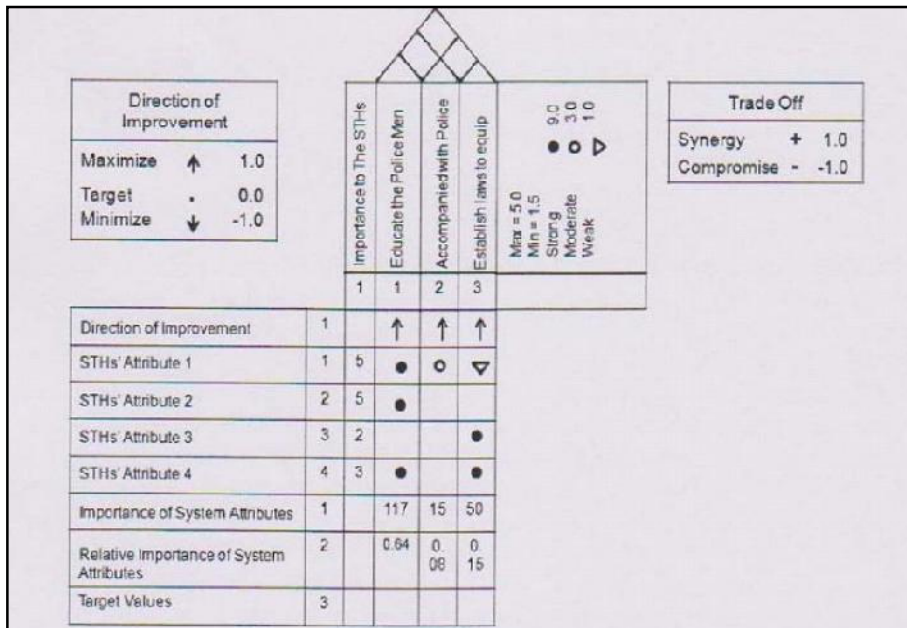 Direction of
Improvement
Maximize ↑ 1.0
Target . 0.0
Minimize ↓ -1.0
Importance to The STHs
Educate the Police Men
Accompanied with Police
Establish laws to equip
Max = 5.0
Min = 1.5
Strong ● 9.0
Moderate O 3.0
Weak ▽ 1.0
Trade Off
Synergy + 1.0
Compromise - -1.0
1 1 2 3
Direction of Improvement 1 ↑ ↑ ↑
STHs' Attribute 1 1 5 ● O ▽
STHs' Attribute 2 2 5 ●
STHs' Attribute 3 3 2 ●
STHs' Attribute 4 4 3 ● ●
Importance of System Attributes 1 117 15 50
Relative Importance of System 2 0.64 0. 0.
Attributes 08 15
Target Values 3